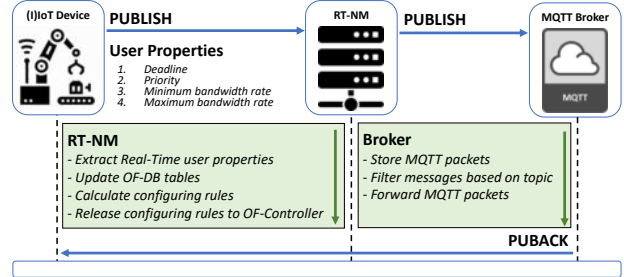 (I)IoT Device
PUBLISH
RT-NM
PUBLISH
MQTT Broker
User Properties
1. Deadline
2. Priority
3. Minimum bandwidth rate
4. Maximum bandwidth rate
MQTT
RT-NM
- Extract Real-Time user properties
- Update OF-DB tables
- Calculate configuring rules
- Release configuring rules to OF-Controller
Broker
- Store MQTT packets
- Filter messages based on topic
- Forward MQTT packets
PUBACK